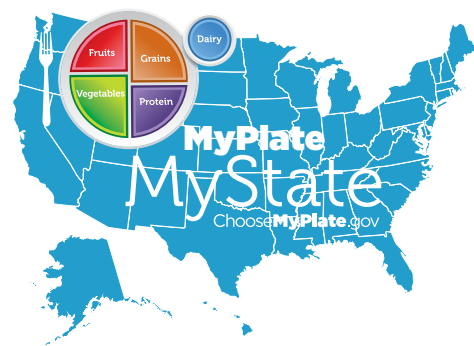 Fruits
Grains
Dairy
Vegetables
Protein
MyPlate
MyState
ChooseMyPlate.gov